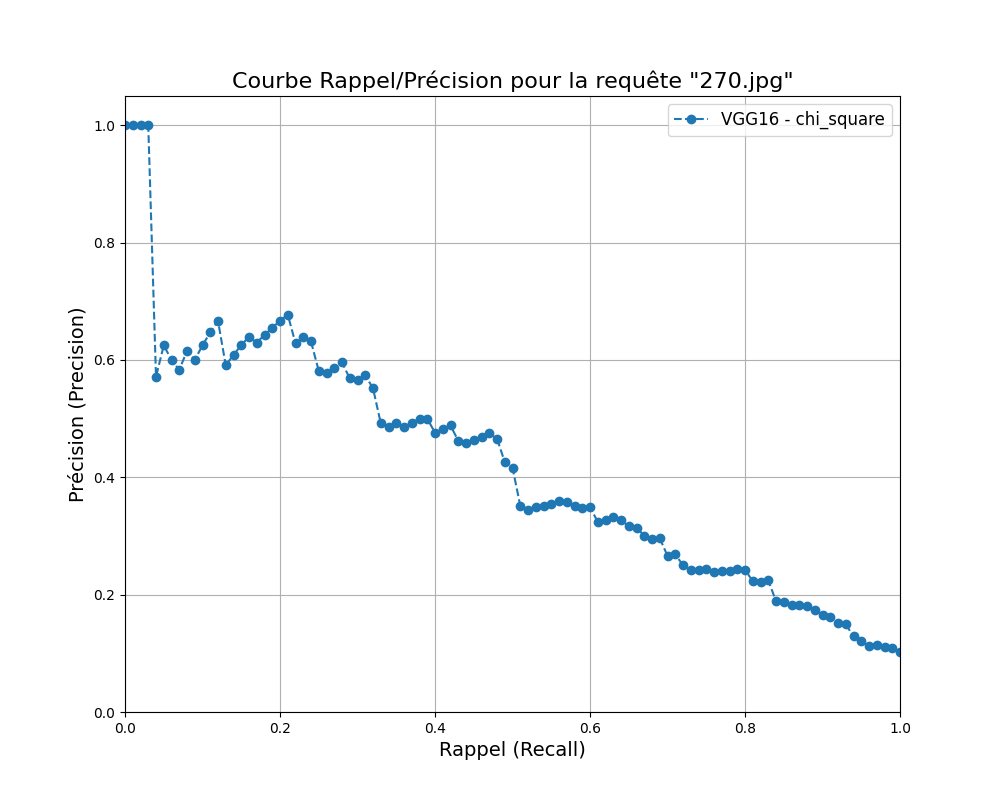 Courbe Rappel/Précision pour la requête "270.jpg"
VGG16 - chi_square
Précision (Precision)
1.0
0.8
0.6
0.4
0.2
0.0
0.0 0.2 0.4 0.6 0.8 1.0
Rappel (Recall)